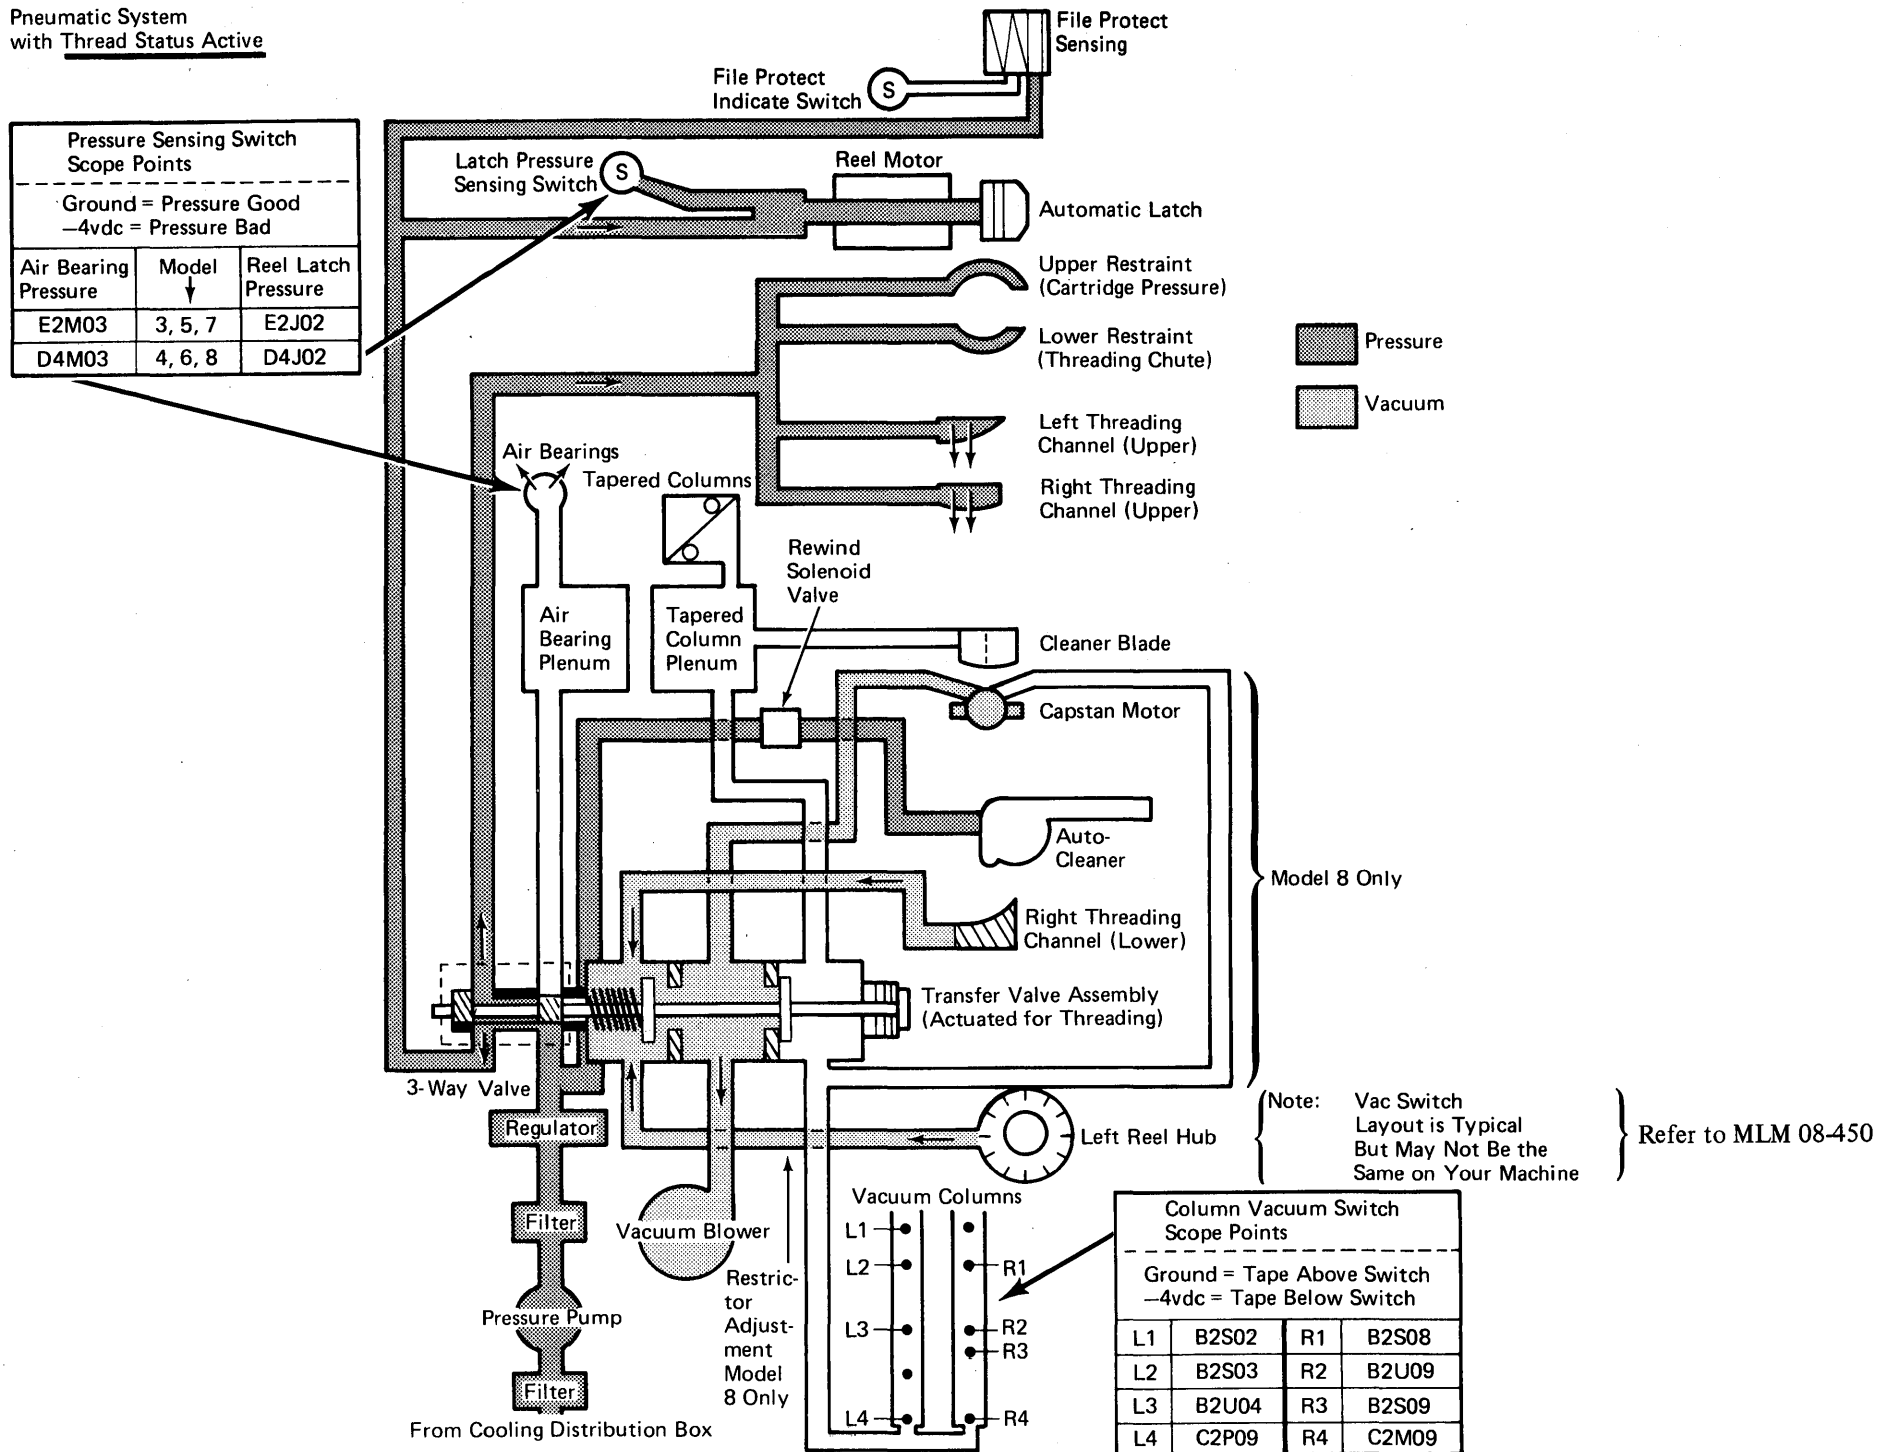 Pneumatic System
with Thread Status Active
File Protect
Sensing
File Protect
Indicate Switch
S
Pressure Sensing Switch
Scope Points
Ground = Pressure Good
–4vdc = Pressure Bad
Air Bearing
Pressure
Model
Reel Latch
Pressure
E2M03 3, 5, 7 E2J02
D4M03 4, 6, 8 D4J02
Latch Pressure
Sensing Switch
S
Reel Motor
Automatic Latch
Upper Restraint
(Cartridge Pressure)
Lower Restraint
(Threading Chute)
Pressure
Vacuum
Left Threading
Channel (Upper)
Right Threading
Channel (Upper)
Air Bearings
Tapered Columns
Rewind
Solenoid
Valve
Air
Bearing
Plenum
Tapered
Column
Plenum
Cleaner Blade
Capstan Motor
Auto-
Cleaner
Model 8 Only
Right Threading
Channel (Lower)
Transfer Valve Assembly
(Actuated for Threading)
3-Way Valve
Regulator
Left Reel Hub
Note: Vac Switch
Layout is Typical
But May Not Be the
Same on Your Machine
Refer to MLM 08-450
Filter
Vacuum Blower
Pressure Pump
Filter
From Cooling Distribution Box
Restric-
tor
Adjust-
ment
Model
8 Only
Vacuum Columns
L1
L2 R1
L3 R2
R3
L4 R4
Column Vacuum Switch
Scope Points
Ground = Tape Above Switch
–4vdc = Tape Below Switch
L1 B2S02 R1 B2S08
L2 B2S03 R2 B2U09
L3 B2U04 R3 B2S09
L4 C2P09 R4 C2M09